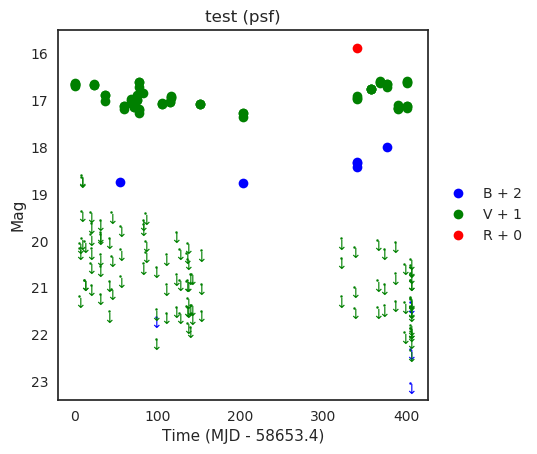 test (psf)
Mag
16
17
18
19
20
21
22
23
0
100
200
300
400
Time (MJD - 58653.4)
B + 2
V + 1
R + 0